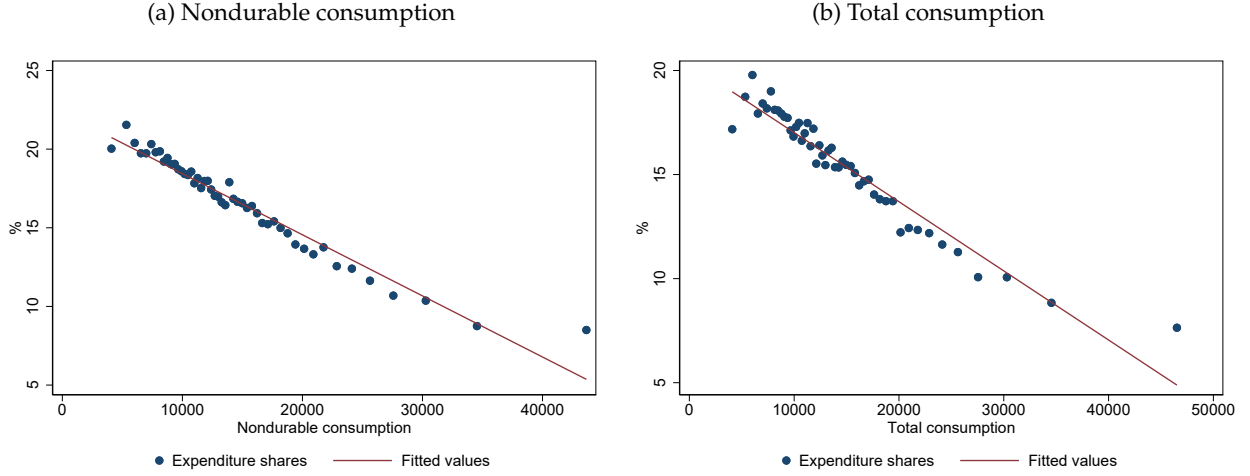 (a) Nondurable consumption
25
20
15
10
5
%
0 10000 20000 30000 40000
Nondurable consumption
Expenditure shares Fitted values
(b) Total consumption
20
15
10
5
%
0 10000 20000 30000 40000 50000
Total consumption
Expenditure shares Fitted values